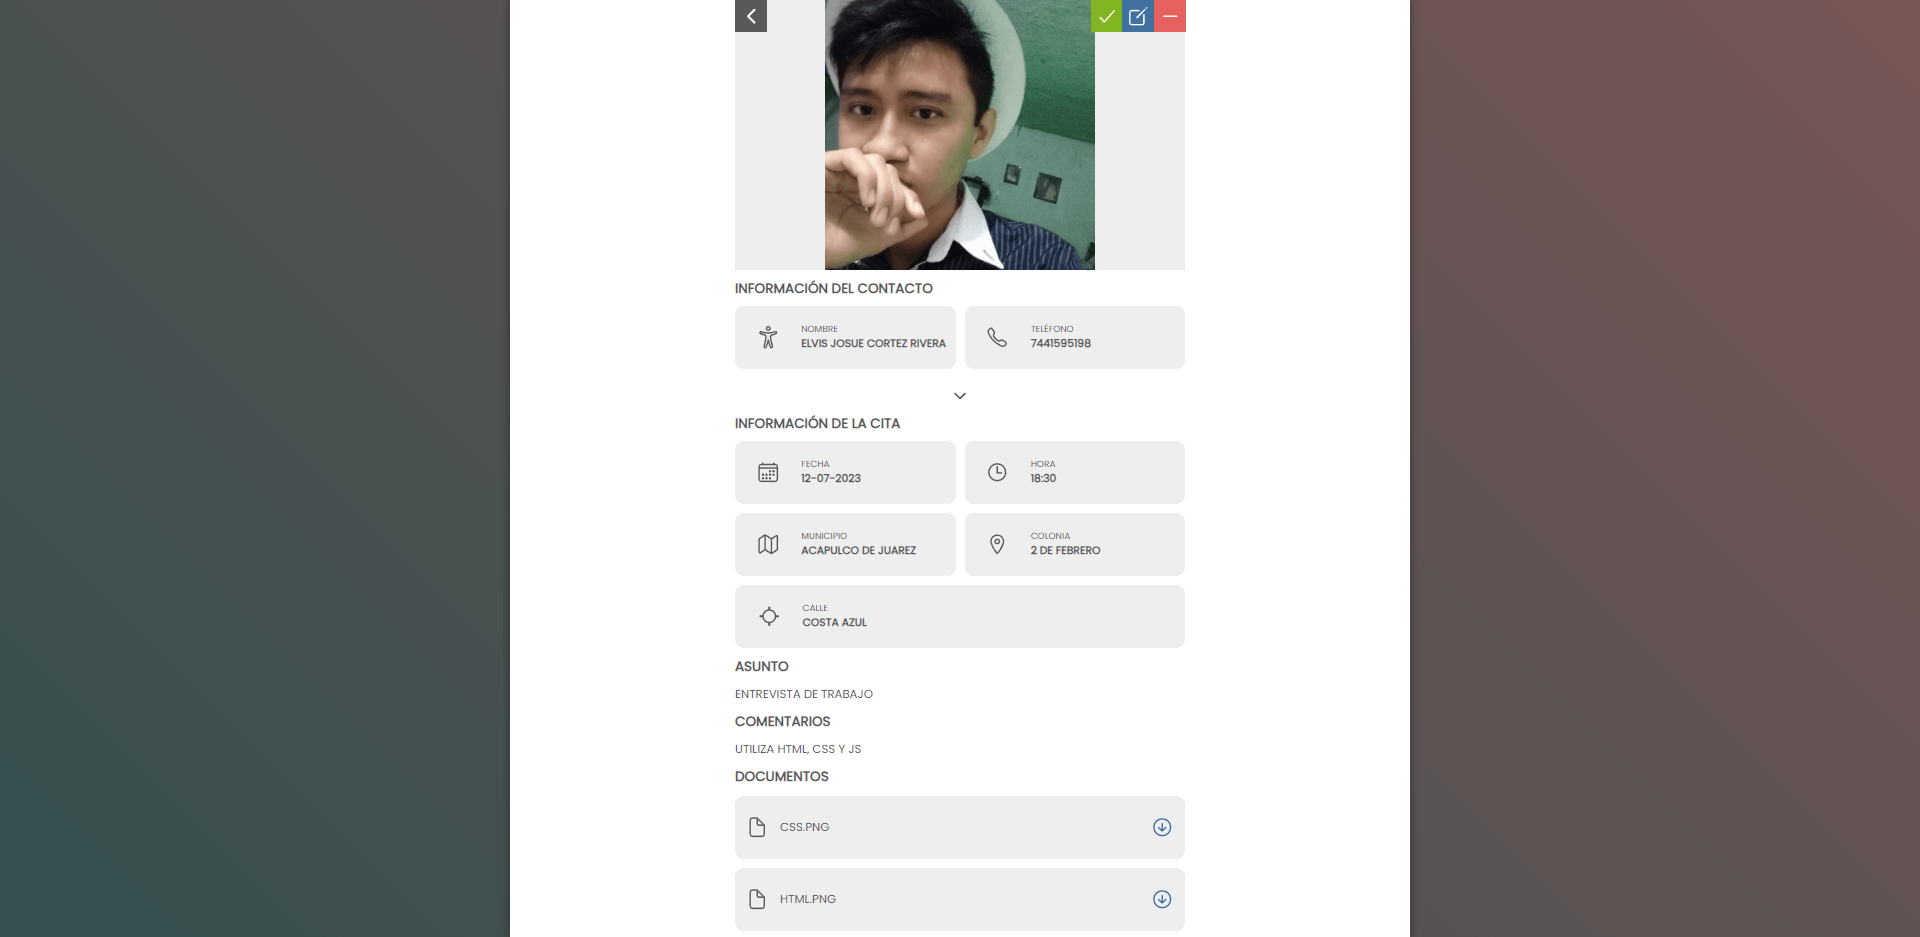 INFORMACIÓN DEL CONTACTO
NOMBRE
ELVIS JOSUE CORTEZ RIVERA
TELÉFONO
7441595198
INFORMACIÓN DE LA CITA
FECHA
12-07-2023
HORA
18:30
MUNICIPIO
ACAPULCO DE JUAREZ
COLONIA
2 DE FEBRERO
CALLE
COSTA AZUL
ASUNTO
ENTREVISTA DE TRABAJO
COMENTARIOS
UTILIZA HTML, CSS Y JS
DOCUMENTOS
CSS.PNG
HTML.PNG